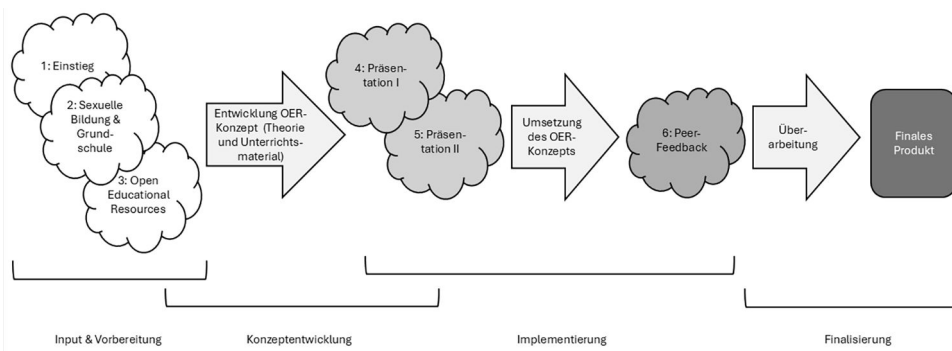 1: Einstieg
2: Sexuelle
Bildung &
Grund-
schule
3: Open
Educational
Resources
Entwicklung OER-
Konzept (Theorie
und Unterrichts-
material)
4: Präsen-
tation I
5: Präsen-
tation II
Umsetzung
des OER-
Konzepts
6: Peer-
Feedback
Über-
arbeitung
Finales
Produkt
Input & Vorbereitung
Konzeptentwicklung
Implementierung
Finalisierung